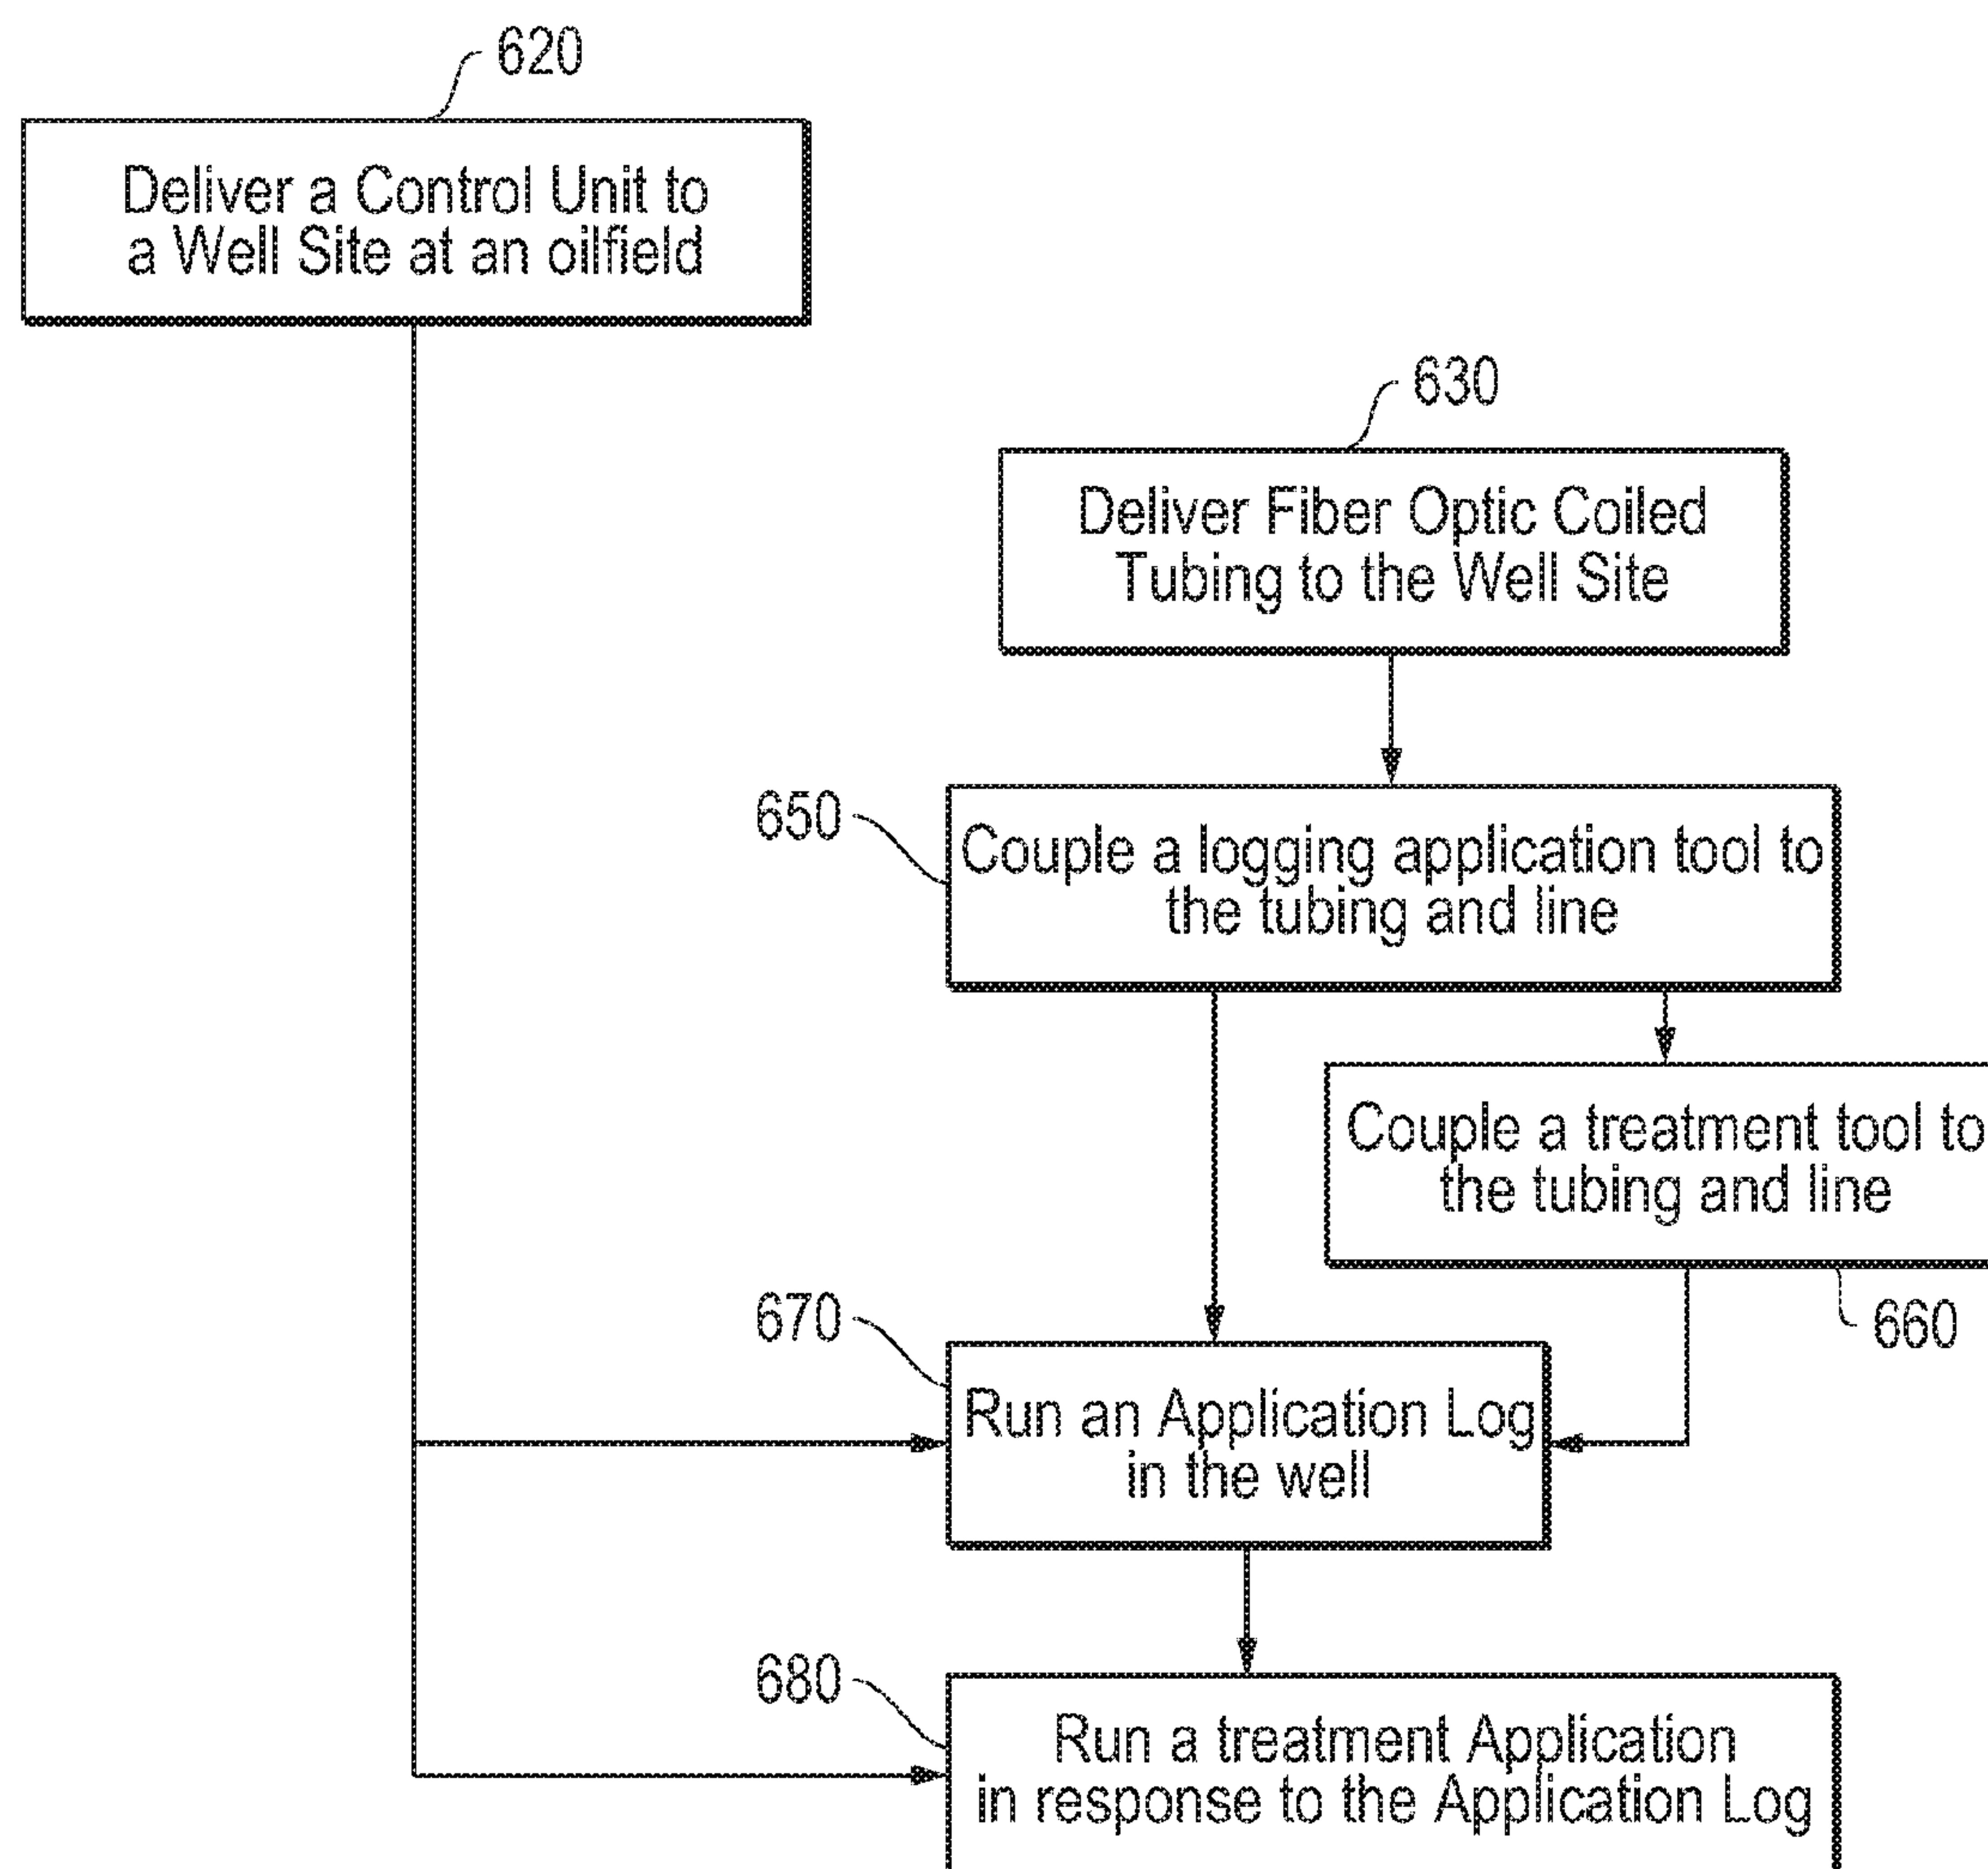 620
Deliver a Control Unit to
a Well Site at an oilfield
630
Deliver Fiber Optic Coiled
Tubing to the Well Site
650
Couple a logging application tool to
the tubing and line
Couple a treatment tool to
the tubing and line
660
670
Run an Application Log
in the well
680
Run a treatment Application
in response to the Application Log